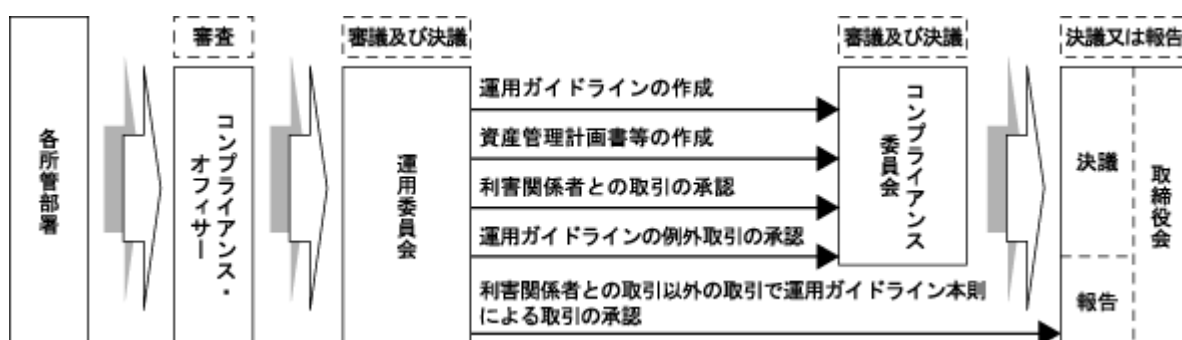 審査
審議及び決議
審議及び決議
決議又は報告
各所管部署
コンプライアンス・
オフィサー
運用委員会
運用ガイドラインの作成
資産管理計画書等の作成
利害関係者との取引の承認
運用ガイドラインの例外取引の承認
利害関係者との取引以外の取引で運用ガイドライン本則
による取引の承認
コンプライアンス
委員会
決議
報告
取締役会